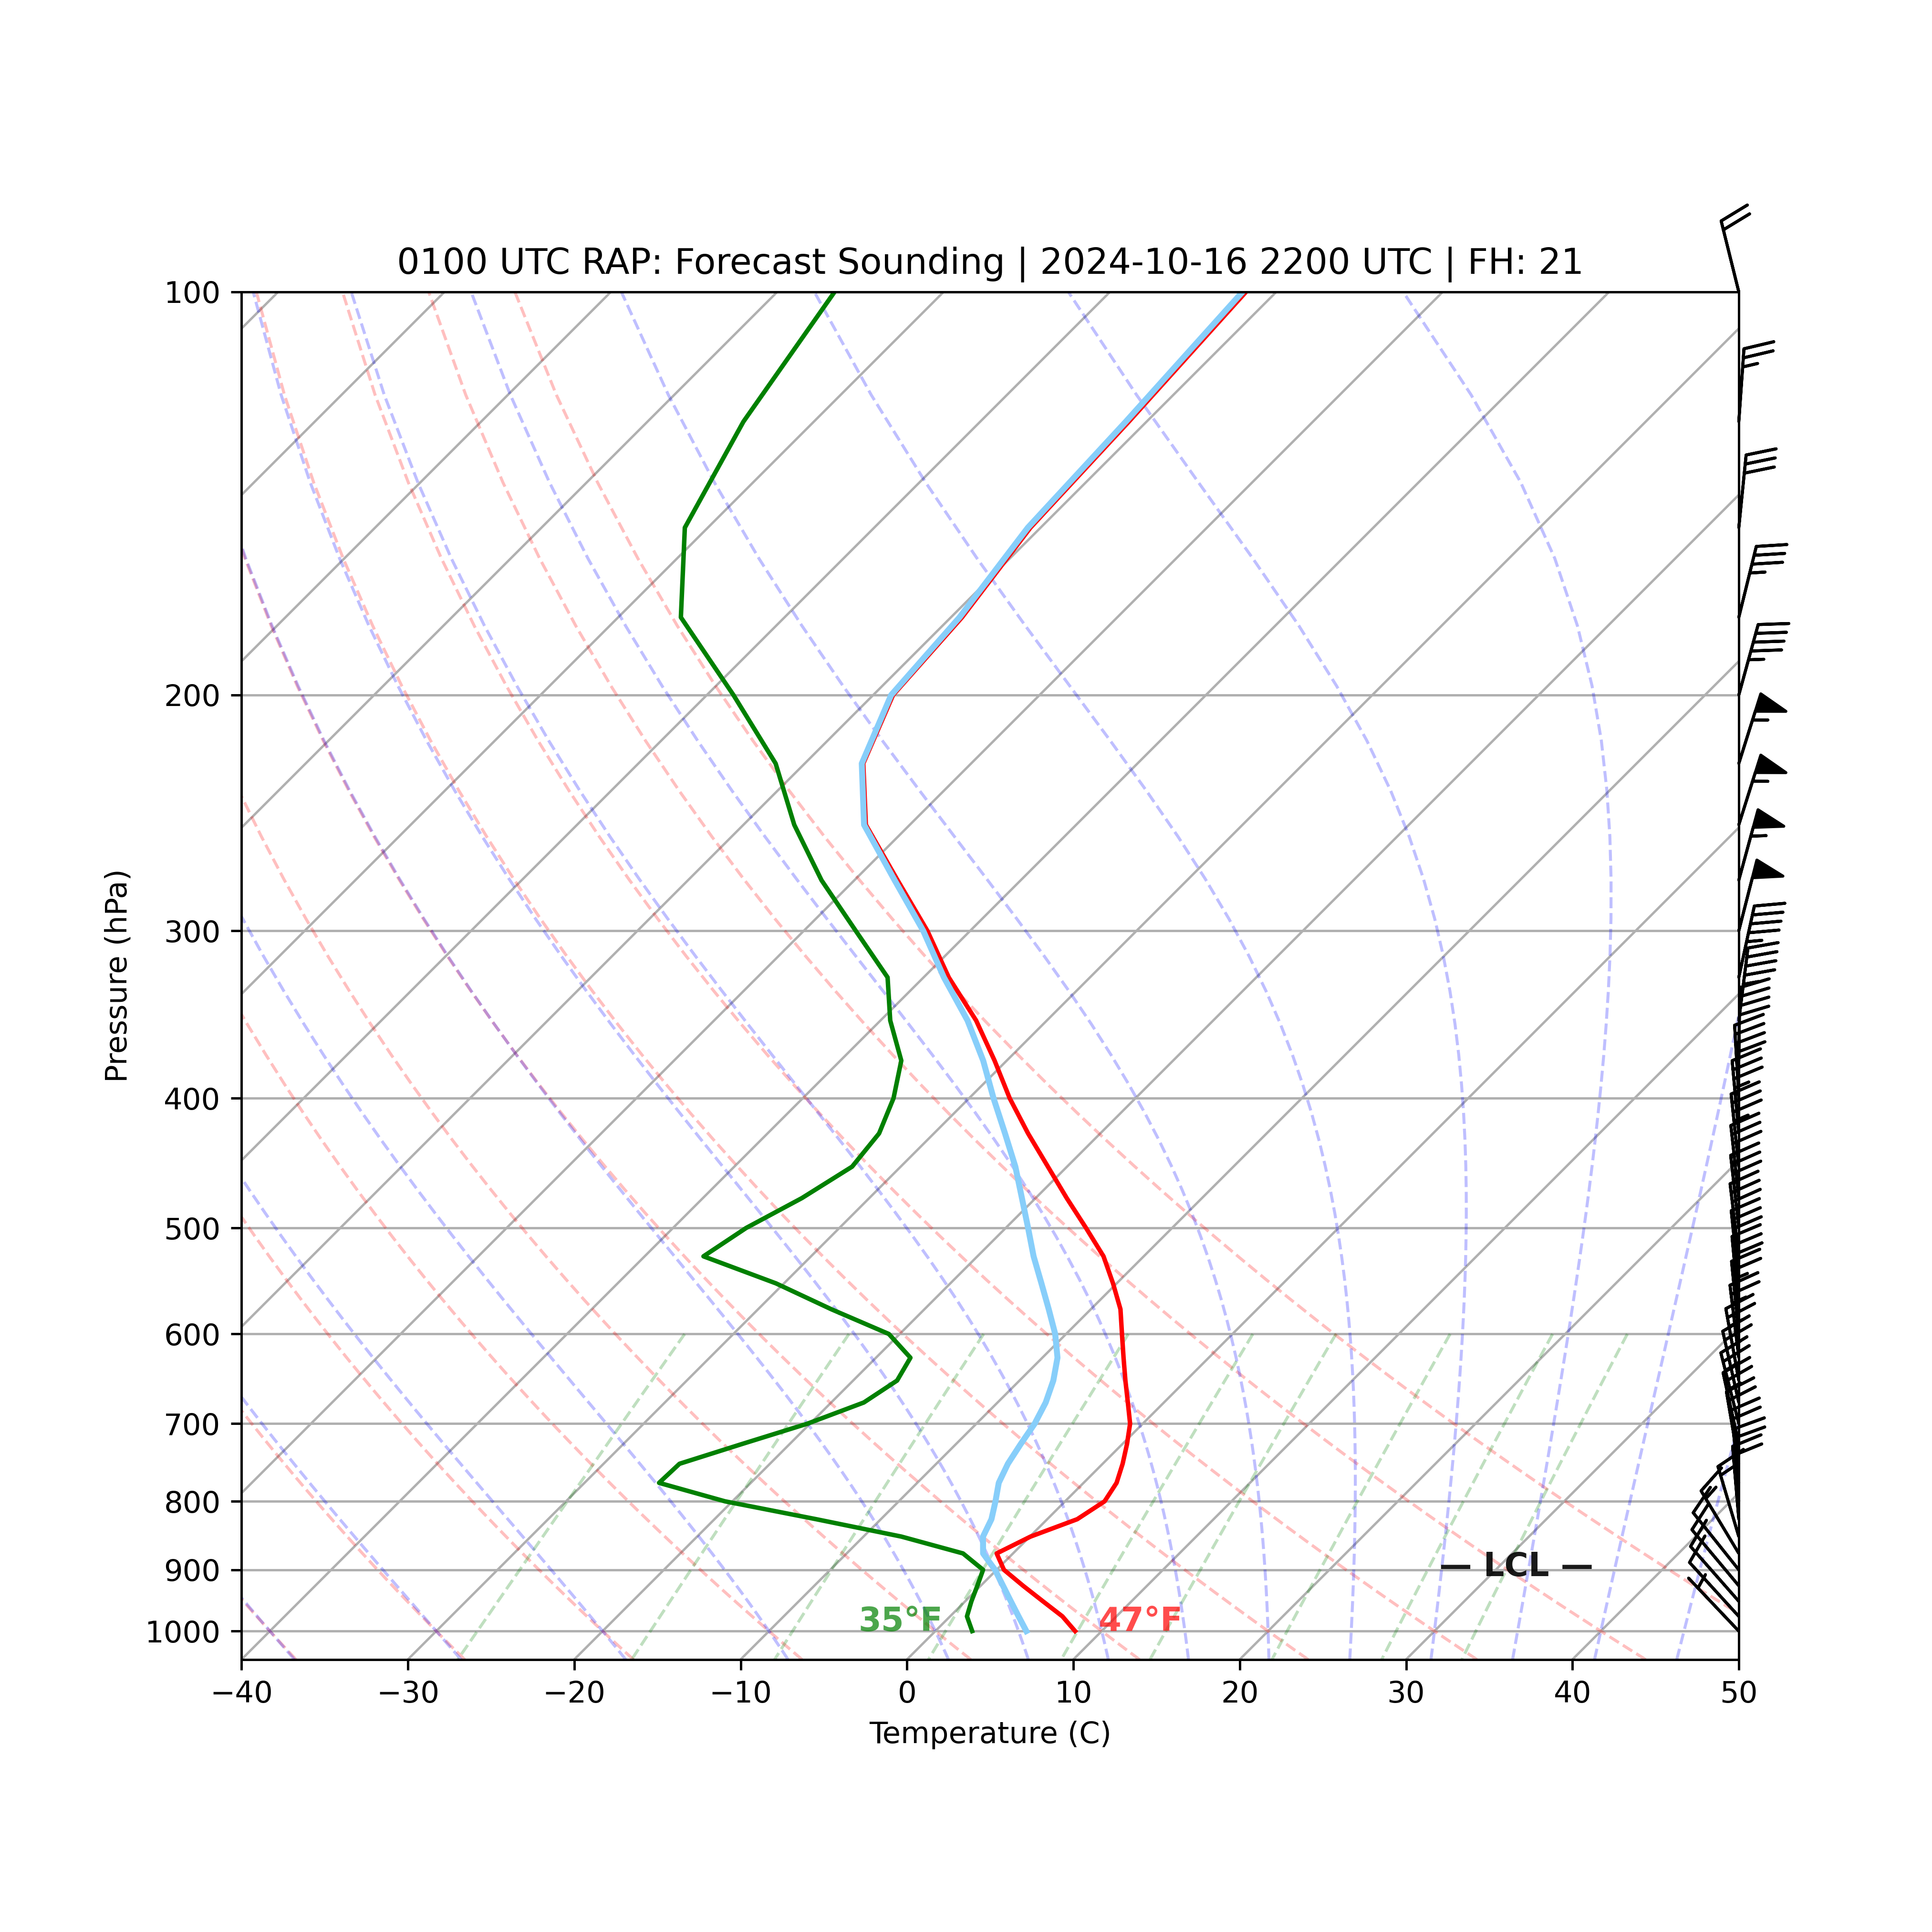 0100 UTC RAP: Forecast Sounding | 2024-10-16 2200 UTC | FH: 21
100
200
300
400
500
600
700
800
900
1000
Pressure (hPa)
— LCL —
35°F 47°F
−40 −30 −20 −10 0 10 20 30 40 50
Temperature (C)